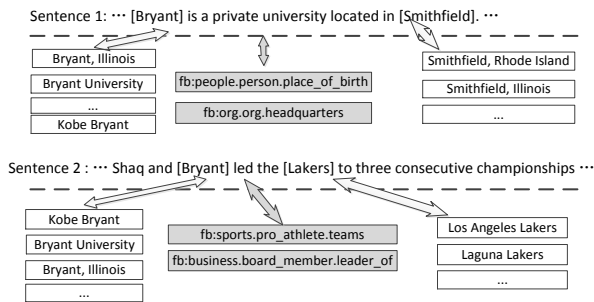 Sentence 1: ··· [Bryant] is a private university located in [Smithfield]. ···
Bryant, Illinois
Bryant University
...
Kobe Bryant
fb:people.person.place_of_birth
fb:org.org.headquarters
Smithfield, Rhode Island
Smithfield, Illinois
...
Sentence 2 : ··· Shaq and [Bryant] led the [Lakers] to three consecutive championships ···
Kobe Bryant
Bryant University
Bryant, Illinois
...
fb:sports.pro_athlete.teams
fb:business.board_member.leader_of
Los Angeles Lakers
Laguna Lakers
...